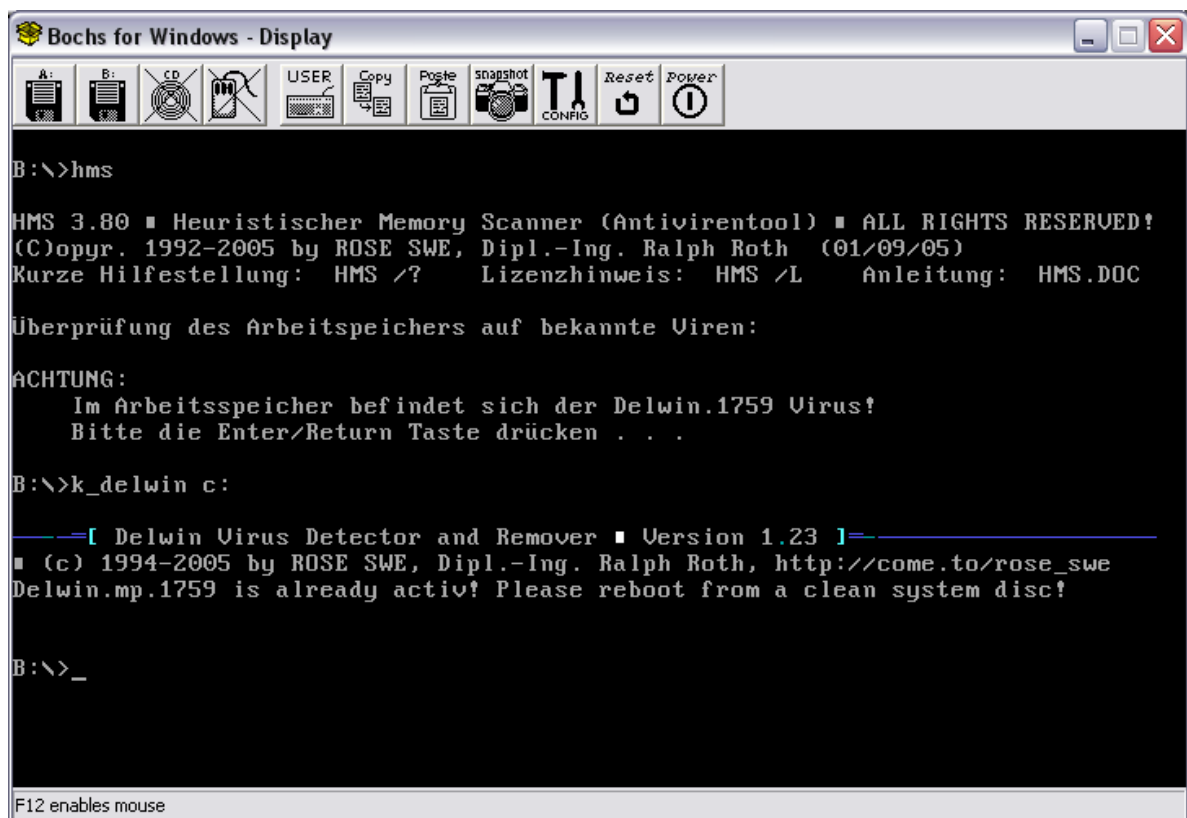 Bochs for Windows - Display
A: B: CD USER Copy Paste snapshot CONFIG Reset Power
B:\>hms
HMS 3.80 ∎ Heuristischer Memory Scanner (Antivirentool) ∎ ALL RIGHTS RESERVED!
(C)opyr. 1992-2005 by ROSE SWE, Dipl.-Ing. Ralph Roth (01/09/05)
Kurze Hilfestellung: HMS /? Lizenzhinweis: HMS /L Anleitung: HMS.DOC
Überprüfung des Arbeitspeichers auf bekannte Viren:
ACHTUNG:
Im Arbeitsspeicher befindet sich der Delwin.1759 Virus!
Bitte die Enter/Return Taste drücken . . .
B:\>k_delwin c:
[ Delwin Virus Detector and Remover ∎ Version 1.23 ]
∎ (c) 1994-2005 by ROSE SWE, Dipl.-Ing. Ralph Roth, http://come.to/rose_swe
Delwin.mp.1759 is already activ! Please reboot from a clean system disc!
B:\>_
F12 enables mouse